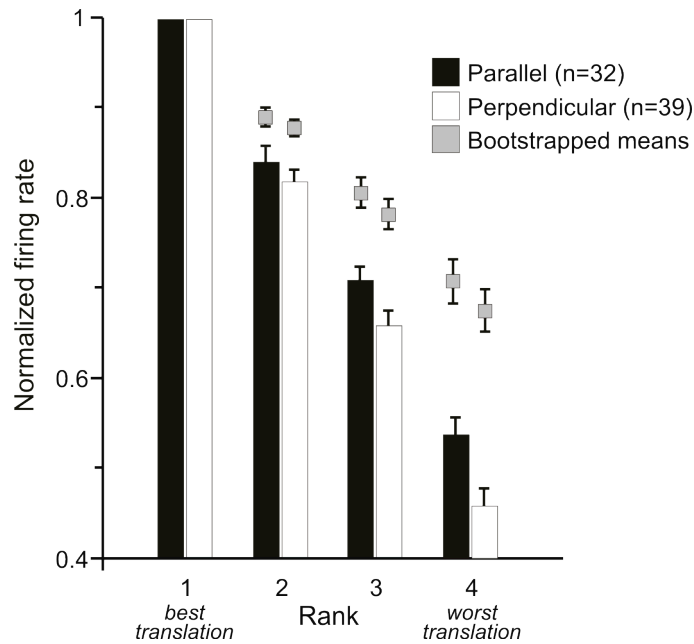 Normalized firing rate
1
0.8
0.6
0.4
Parallel (n=32)
Perpendicular (n=39)
Bootstrapped means
1 2 3 4
best
translation
Rank
worst
translation